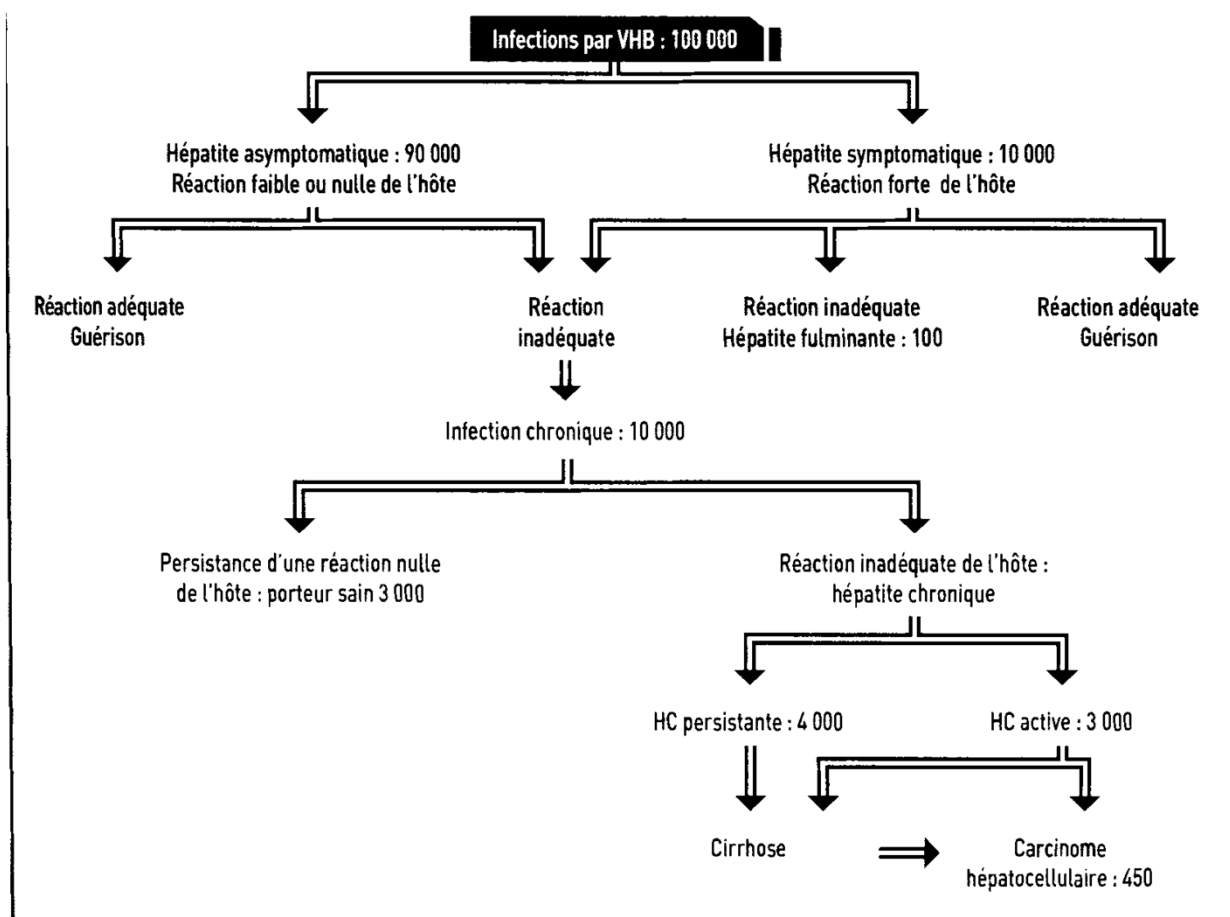 Infections par VHB : 100 000
Hépatite asymptomatique : 90 000
Réaction faible ou nulle de l'hôte
Hépatite symptomatique : 10 000
Réaction forte de l'hôte
Réaction adéquate
Guérison
Réaction
inadéquate
Réaction inadéquate
Hépatite fulminante : 100
Réaction adéquate
Guérison
Infection chronique : 10 000
Persistance d'une réaction nulle
de l'hôte : porteur sain 3 000
Réaction inadéquate de l'hôte :
hépatite chronique
HC persistante : 4 000
HC active : 3 000
Cirrhose
Carcinome
hépatocellulaire : 450